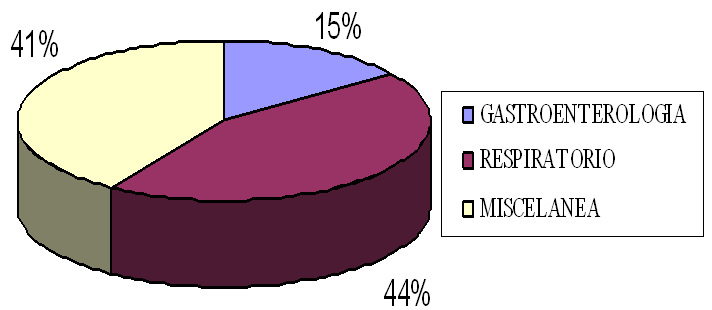 15%
41%
GASTROENTEROLOGIA
RESPIRATORIO
MISCELANEA
44%